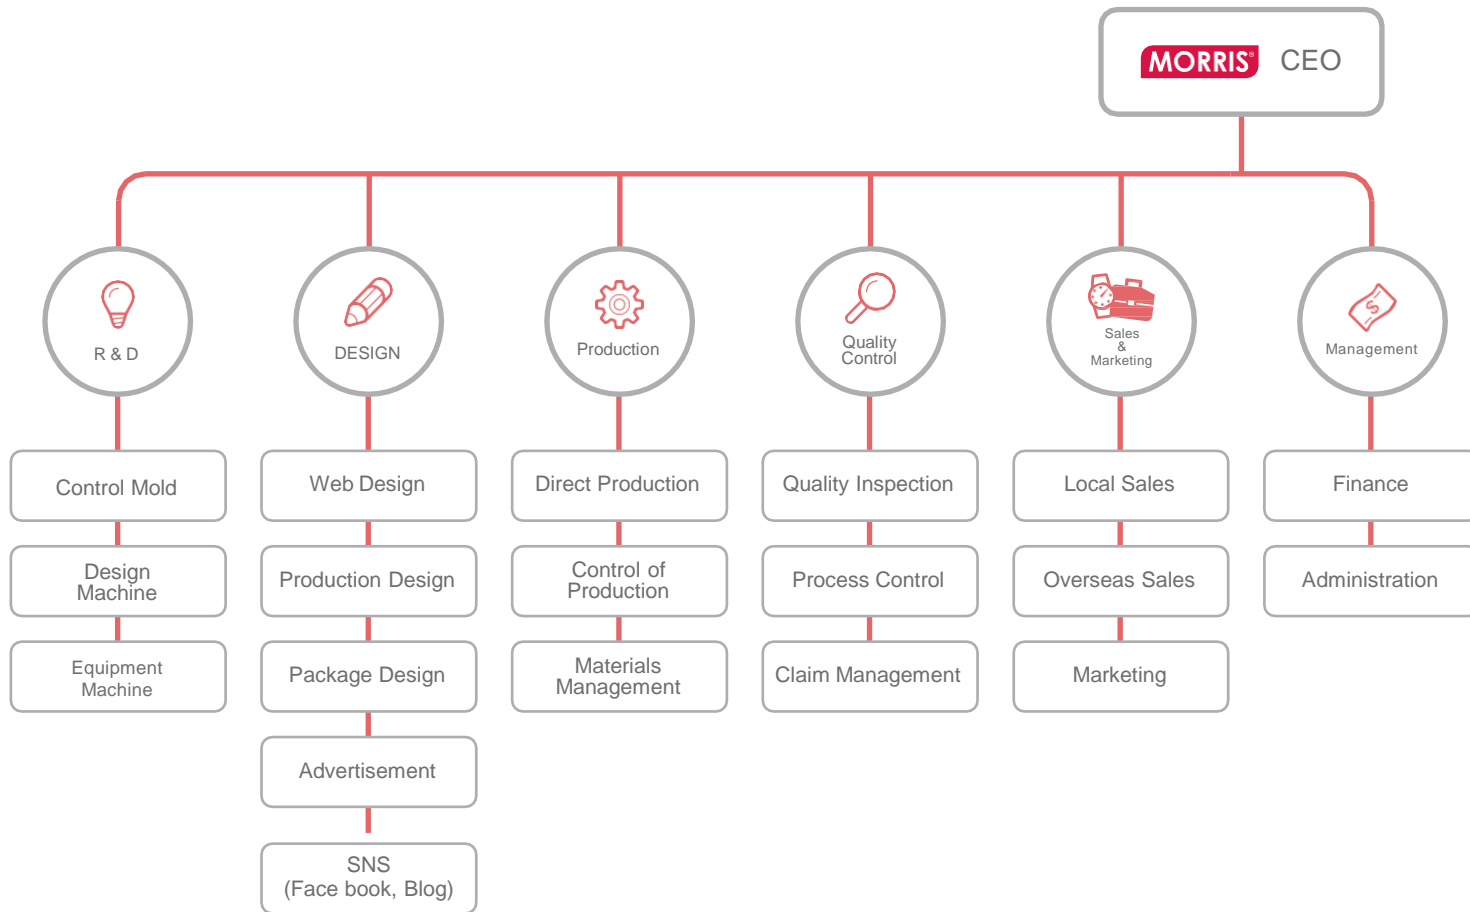 MORRIS® CEO
R & D
DESIGN
Production
Quality
Control
Sales
&
Marketing
$
Management
Control Mold
Design
Machine
Equipment
Machine
Web Design
Production Design
Package Design
Advertisement
SNS
(Face book, Blog)
Direct Production
Control of
Production
Materials
Management
Quality Inspection
Process Control
Claim Management
Local Sales
Overseas Sales
Marketing
Finance
Administration